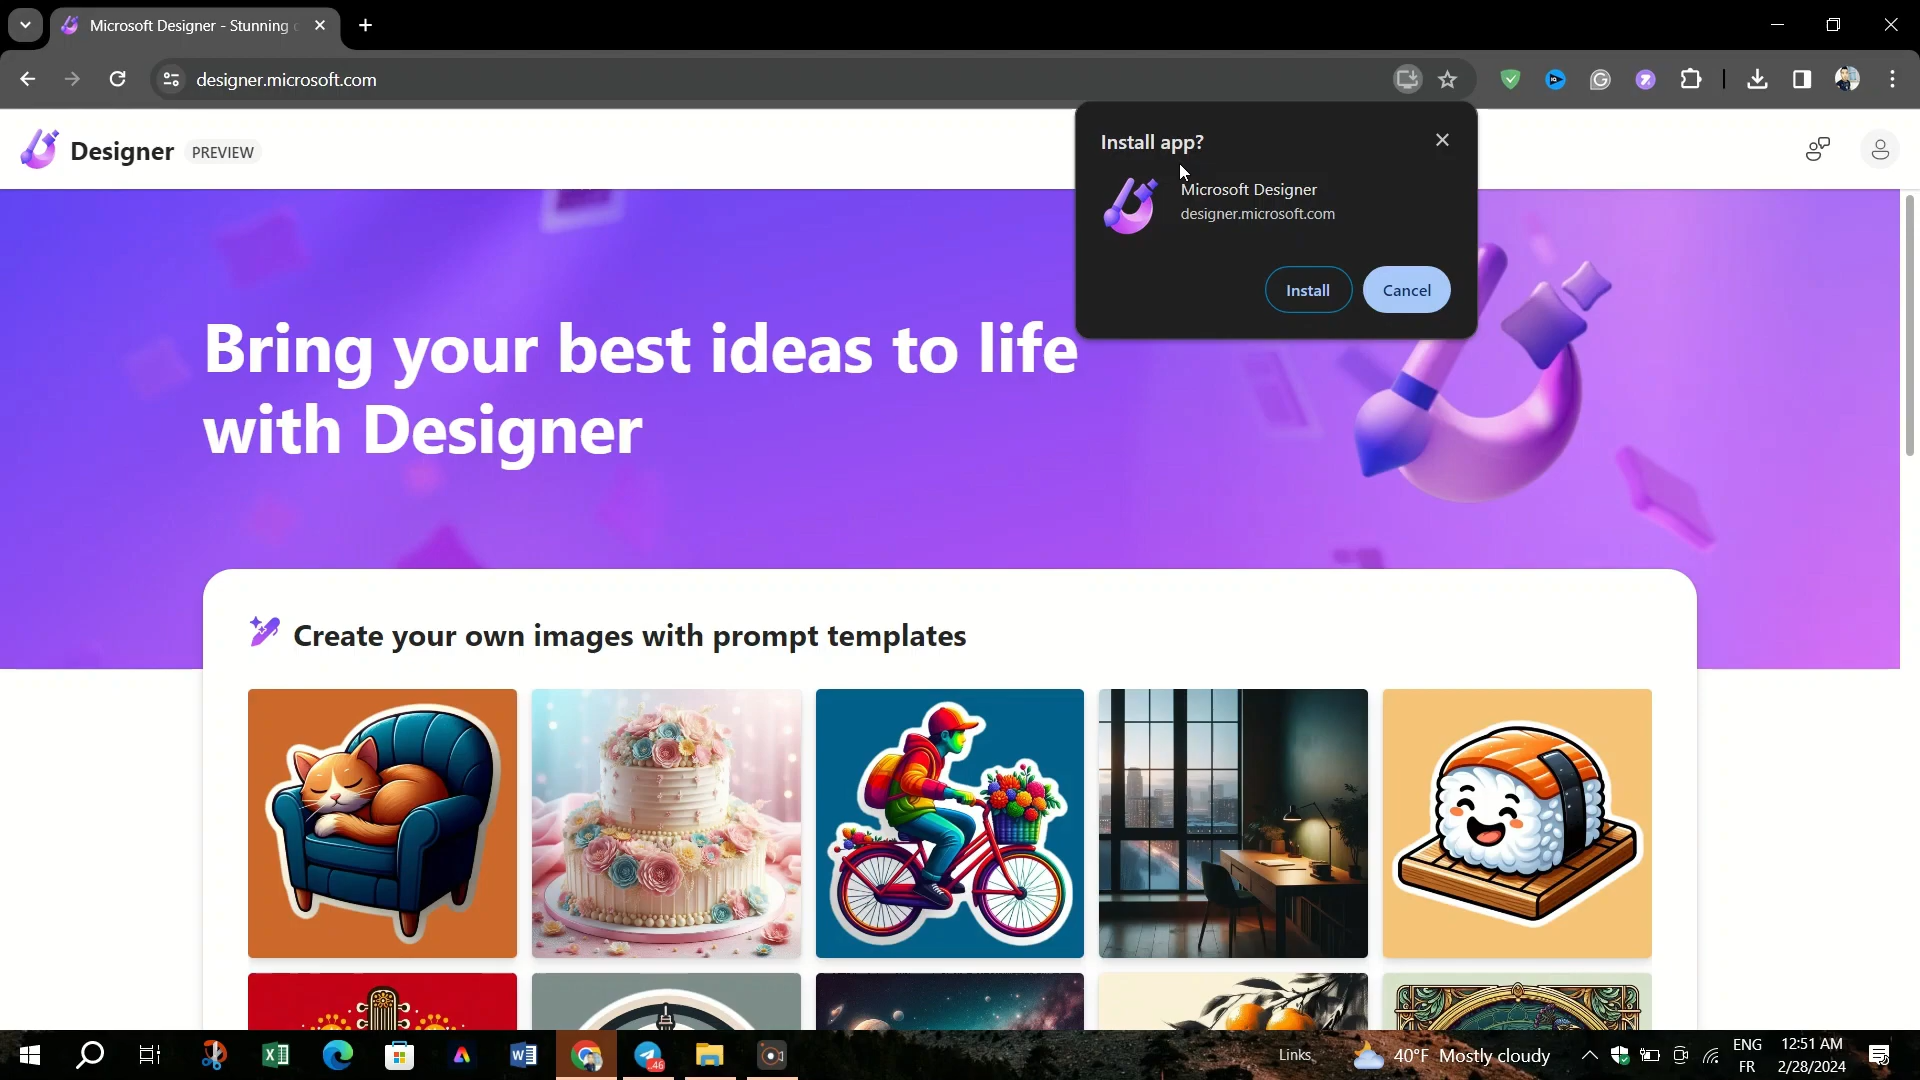 Microsoft Designer - Stunning
designer.microsoft.com
Designer PREVIEW
Install app?
Microsoft Designer
designer.microsoft.com
Install Cancel
Bring your best ideas to life
with Designer
Create your own images with prompt templates
46
Links
40°F Mostly cloudy
ENG
FR
12:51 AM
2/28/2024